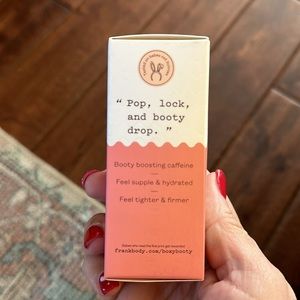 “ Pop, lock,
and booty
drop. ”
Booty boosting caffeine
Feel supple & hydrated
Feel tighter & firmer
frankbody.com/boxybooty